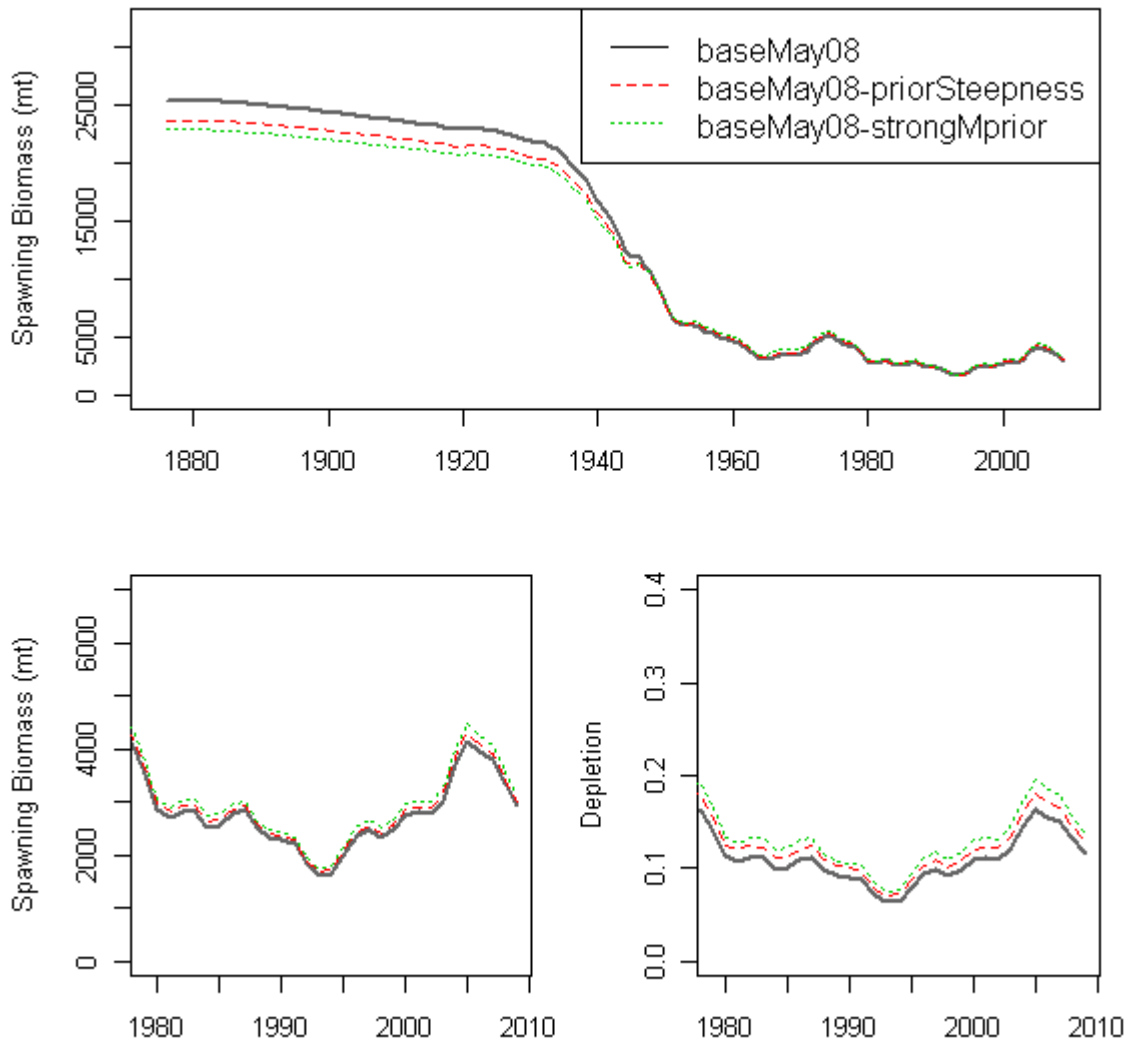 baseMay08
baseMay08-priorSteepness
baseMay08-strongMprior
Spawning Biomass (mt)
25000
15000
5000
0
1880 1900 1920 1940 1960 1980 2000
Spawning Biomass (mt)
6000
4000
2000
0
1980 1990 2000 2010
Depletion
0.4
0.3
0.2
0.1
0.0
1980 1990 2000 2010